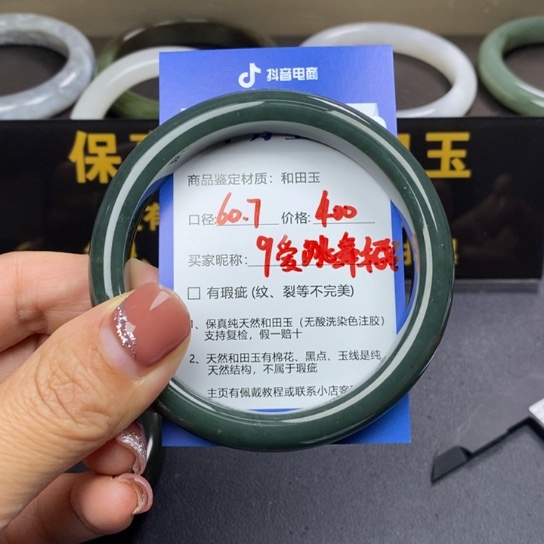 抖音电商
保 玉
商品鉴定材质：和田玉
口径: 60.7 价格: 400
买家昵称: 9爱跳舞
□ 有瑕疵 (纹、裂等不完美)
1、保真纯天然和田玉（无酸洗染色注胶）
支持复检，假一赔十
2、天然和田玉有棉花、黑点、玉线是纯
天然结构，不属于瑕疵
主页有佩戴教程或联系小店客